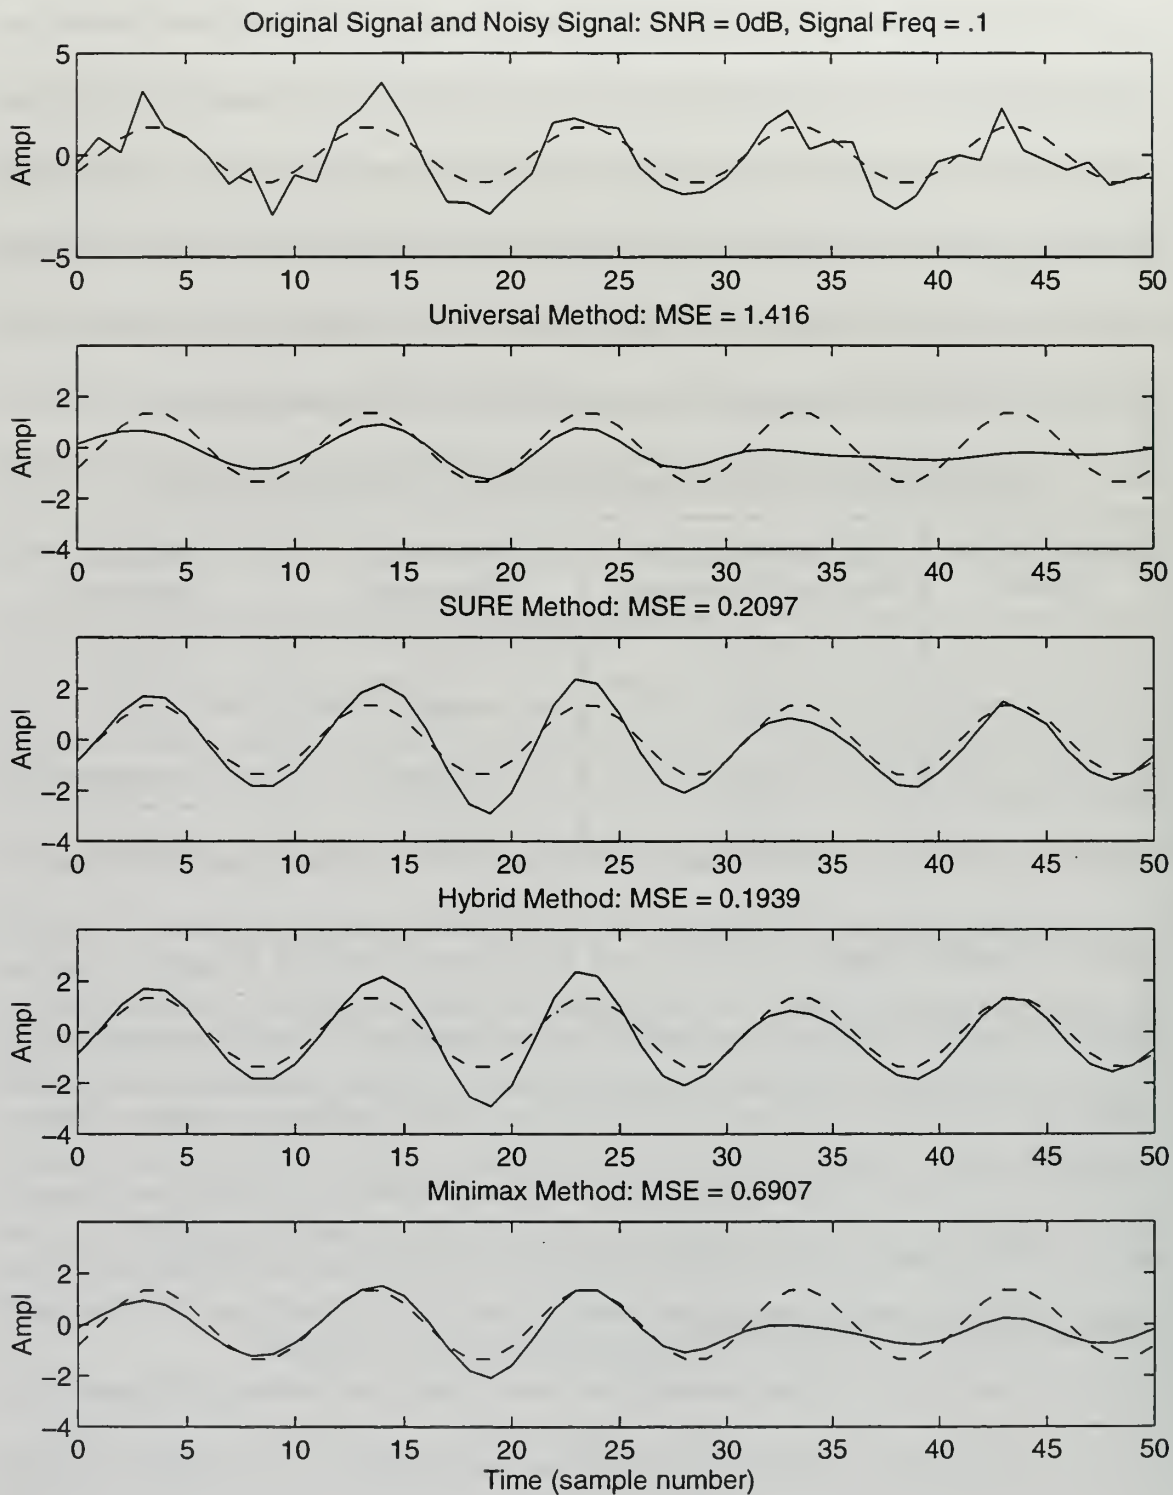 Original Signal and Noisy Signal: SNR = 0dB, Signal Freq = .1
5
0
−5
Ampl
0 5 10 15 20 25 30 35 40 45 50
Universal Method: MSE = 1.416
2
0
−2
−4
Ampl
0 5 10 15 20 25 30 35 40 45 50
SURE Method: MSE = 0.2097
2
0
−2
−4
Ampl
0 5 10 15 20 25 30 35 40 45 50
Hybrid Method: MSE = 0.1939
2
0
−2
−4
Ampl
0 5 10 15 20 25 30 35 40 45 50
Minimax Method: MSE = 0.6907
2
0
−2
−4
Ampl
0 5 10 15 20 25 30 35 40 45 50
Time (sample number)